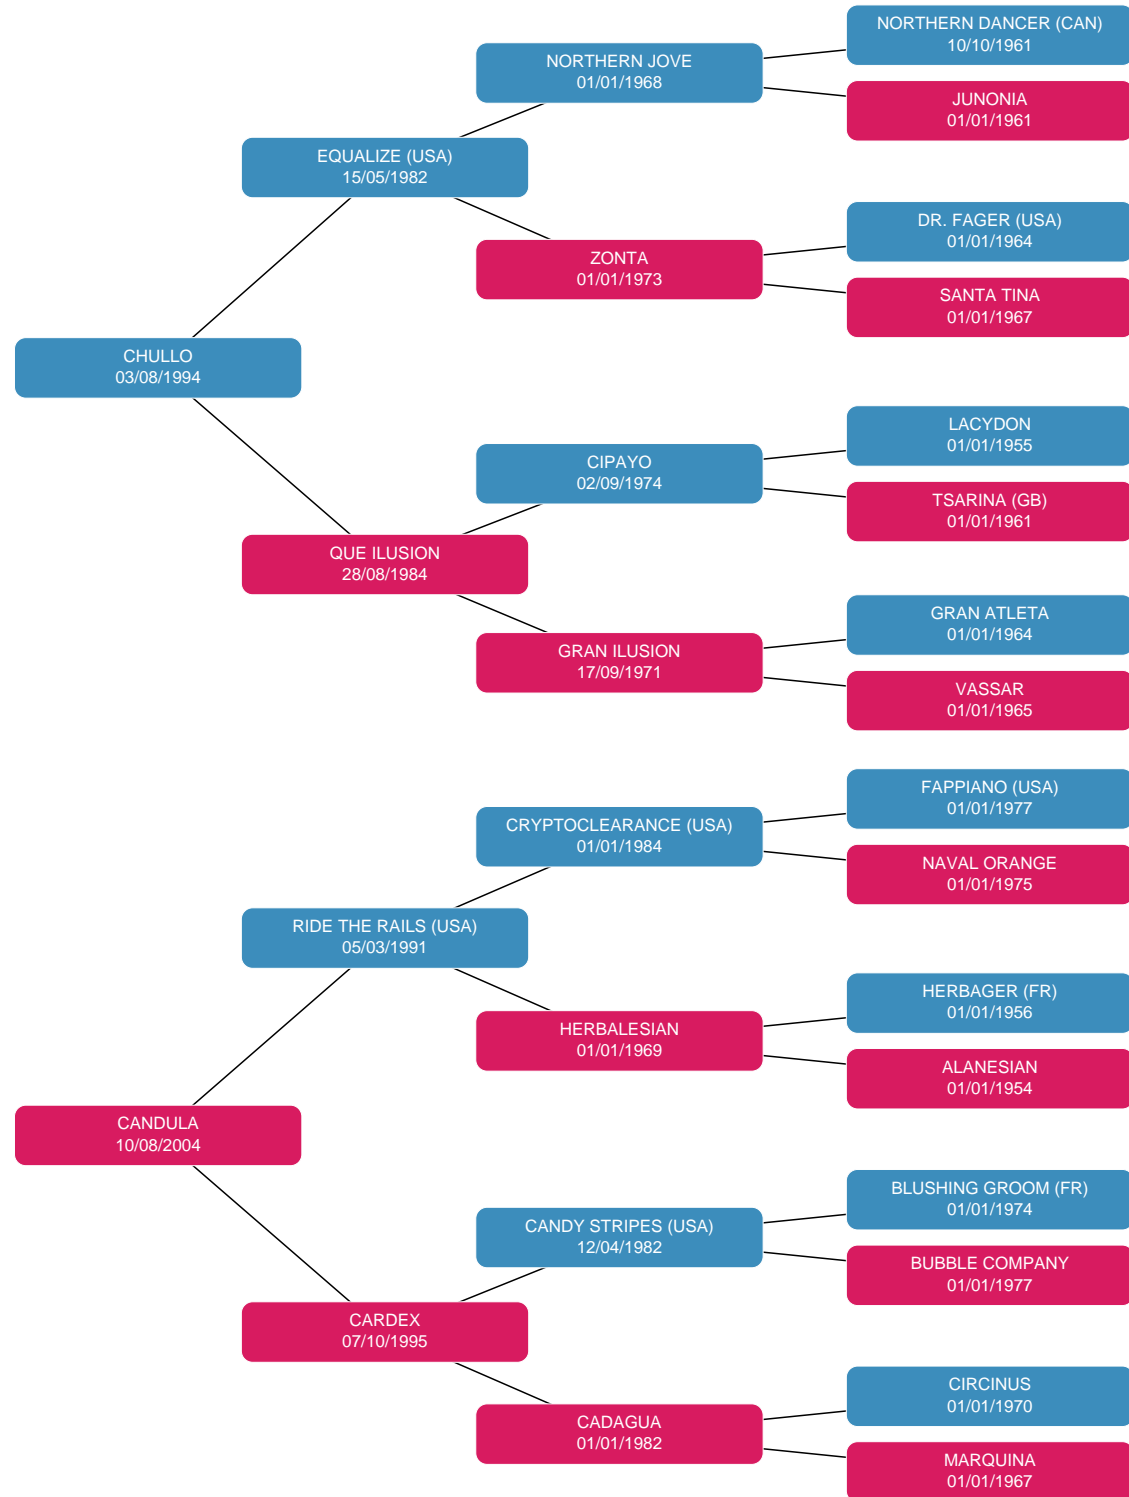 NORTHERN DANCER (CAN)
10/10/1961
NORTHERN JOVE
01/01/1968
JUNONIA
01/01/1961
EQUALIZE (USA)
15/05/1982
DR. FAGER (USA)
01/01/1964
ZONTA
01/01/1973
SANTA TINA
01/01/1967
CHULLO
03/08/1994
LACYDON
01/01/1955
CIPAYO
02/09/1974
TSARINA (GB)
01/01/1961
QUE ILUSION
28/08/1984
GRAN ATLETA
01/01/1964
GRAN ILUSION
17/09/1971
VASSAR
01/01/1965
FAPPIANO (USA)
01/01/1977
CRYPTOCLEARANCE (USA)
01/01/1984
NAVAL ORANGE
01/01/1975
RIDE THE RAILS (USA)
05/03/1991
HERBAGER (FR)
01/01/1956
HERBALESIAN
01/01/1969
ALANESIAN
01/01/1954
CANDULA
10/08/2004
BLUSHING GROOM (FR)
01/01/1974
CANDY STRIPES (USA)
12/04/1982
BUBBLE COMPANY
01/01/1977
CARDEX
07/10/1995
CIRCINUS
01/01/1970
CADAGUA
01/01/1982
MARQUINA
01/01/1967